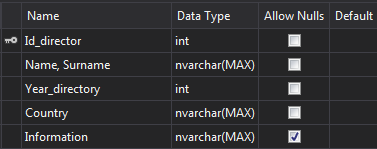 Name Data Type Allow Nulls Default
Id_director int
Name, Surname nvarchar(MAX)
Year_directory int
Country nvarchar(MAX)
Information nvarchar(MAX)